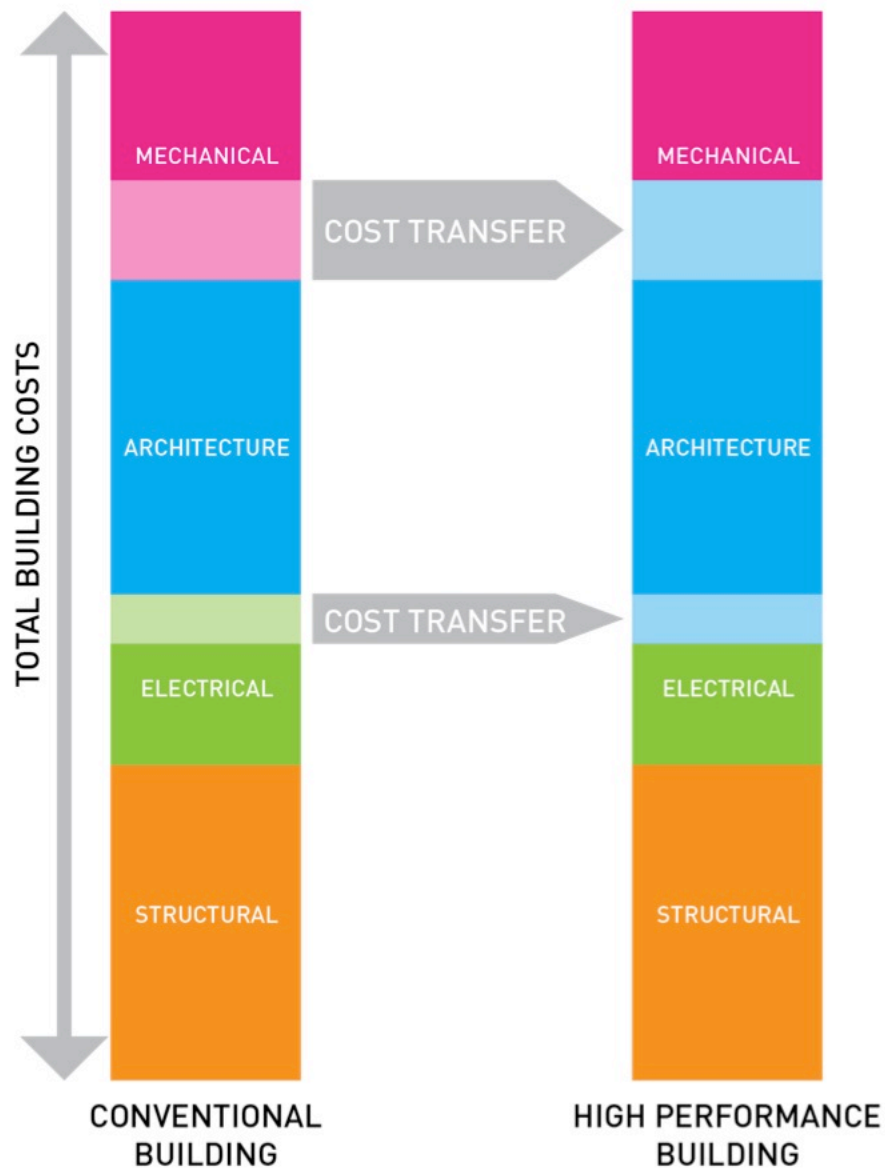 MECHANICAL
MECHANICAL
COST TRANSFER
TOTAL BUILDING COSTS
ARCHITECTURE
ARCHITECTURE
COST TRANSFER
ELECTRICAL
ELECTRICAL
STRUCTURAL
STRUCTURAL
CONVENTIONAL
BUILDING
HIGH PERFORMANCE
BUILDING